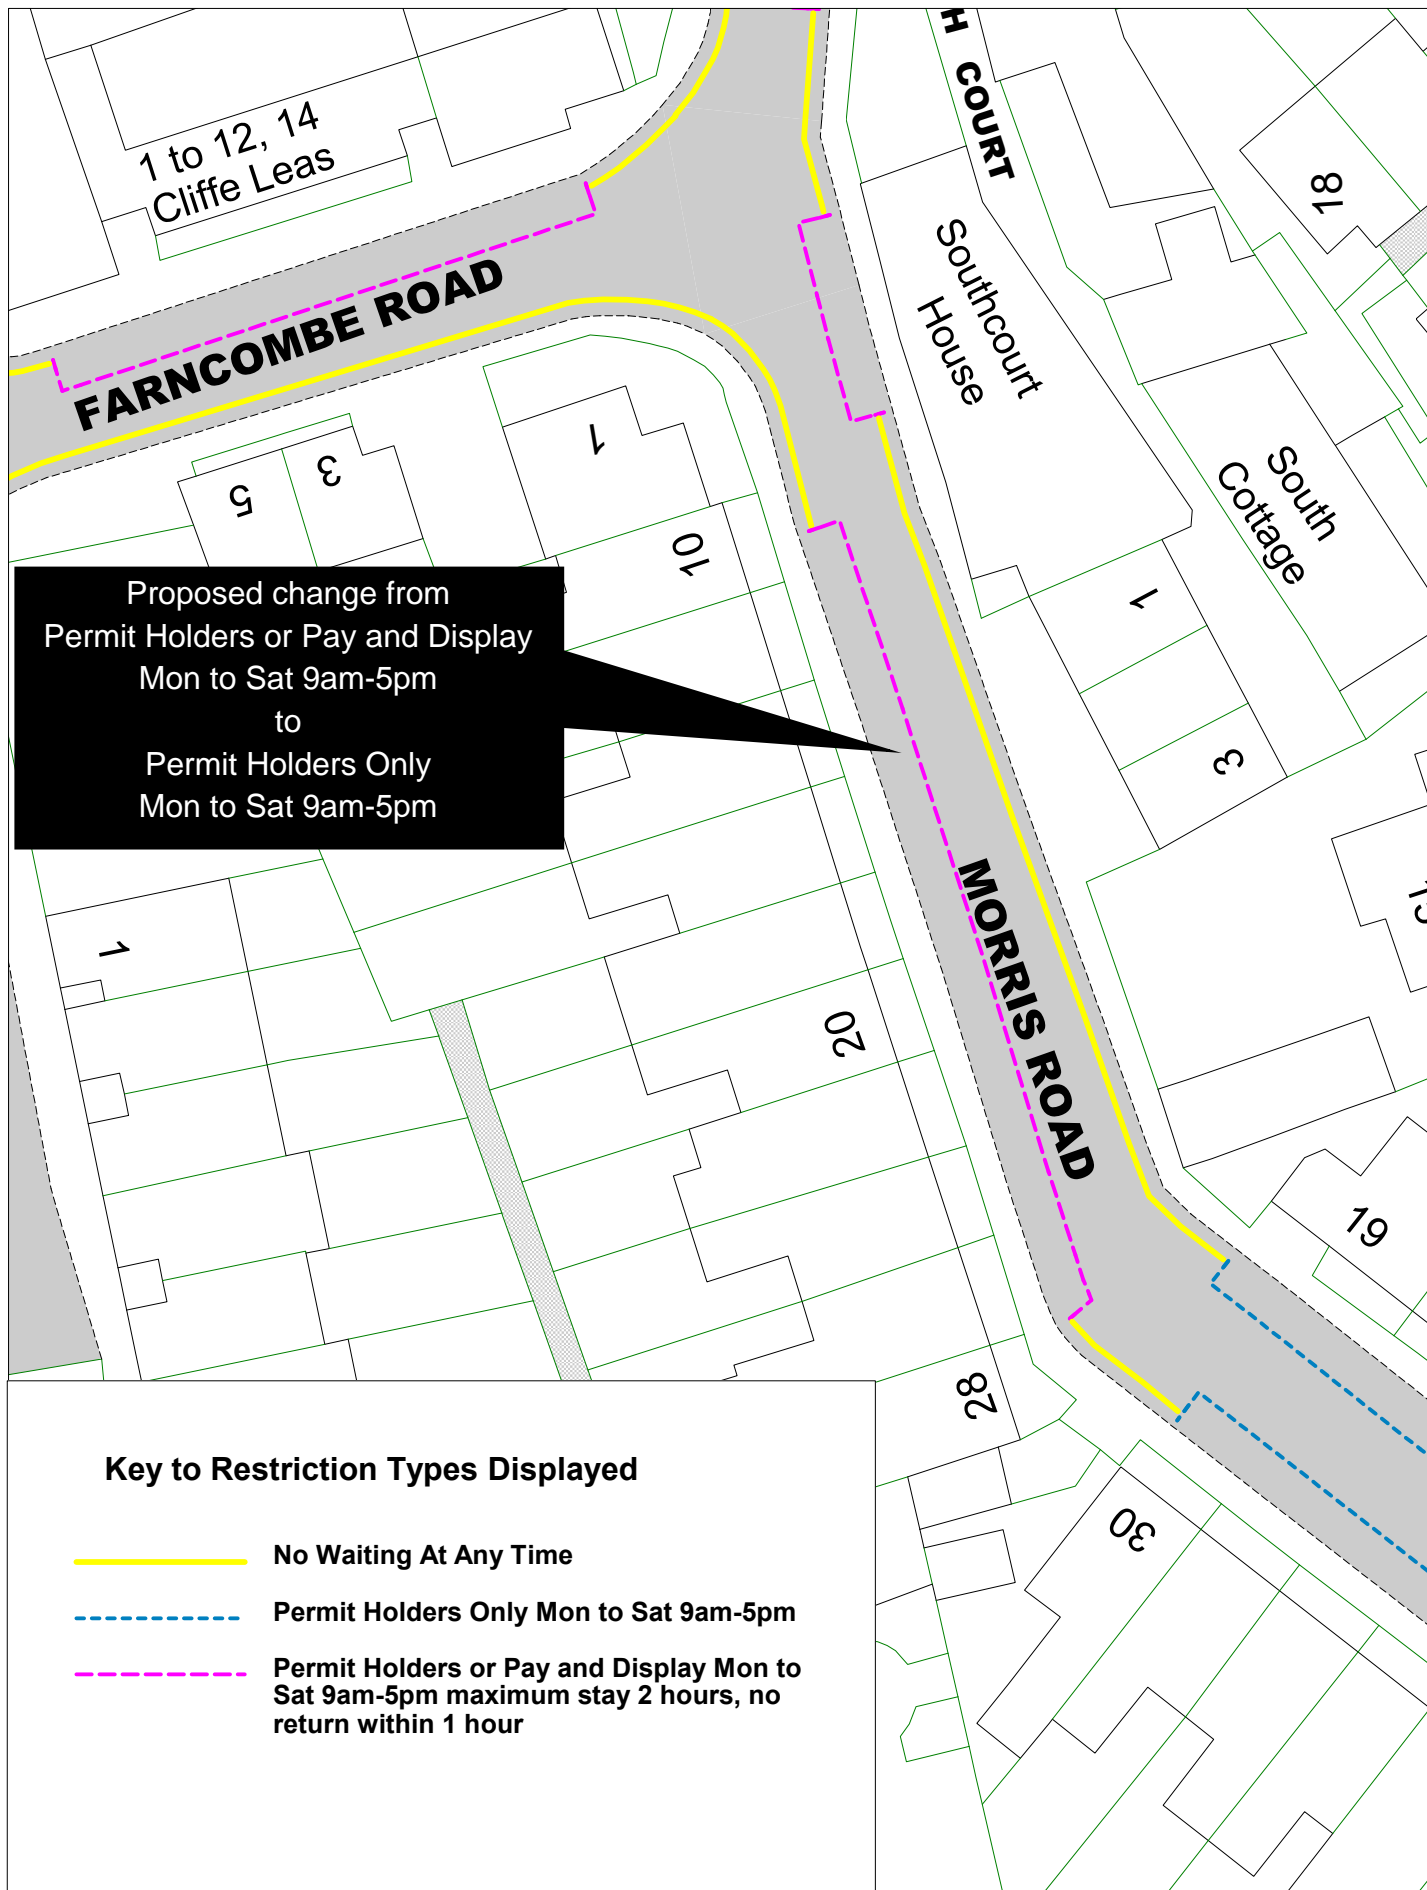 H COURT
1 to 12, 14
Cliffe Leas
18
Southcourt
House
FARNCOMBE ROAD
1
3
5
South
Cottage
10
1
Proposed change from
Permit Holders or Pay and Display
Mon to Sat 9am-5pm
to
Permit Holders Only
Mon to Sat 9am-5pm
3
MORRIS ROAD
1
20
19
28
30
Key to Restriction Types Displayed
No Waiting At Any Time
Permit Holders Only Mon to Sat 9am-5pm
Permit Holders or Pay and Display Mon to
Sat 9am-5pm maximum stay 2 hours, no
return within 1 hour